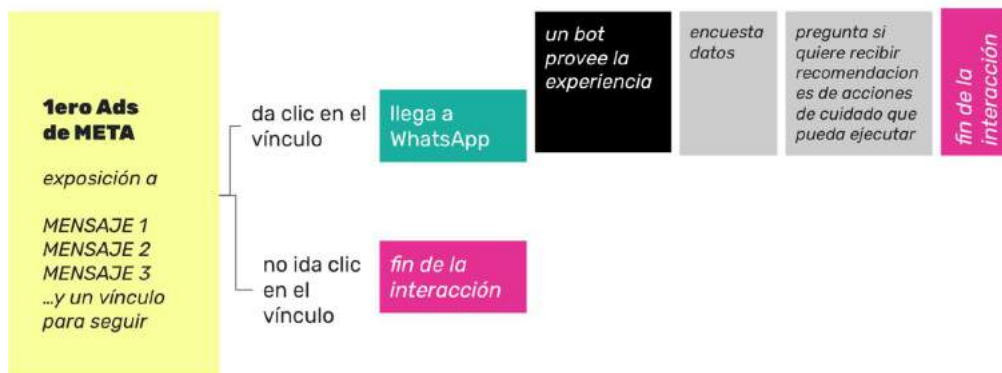 1ero Ads
de META
exposición a
MENSAJE 1
MENSAJE 2
MENSAJE 3
...y un vínculo
para seguir
da clic en el
vínculo
llega a
WhatsApp
un bot
provee la
experiencia
encuesta
datos
pregunta si
quiere recibir
recomendacion
es de acciones
de cuidado que
pueda ejecutar
fin de la
interacción
no ida clic
en el
vínculo
fin de la
interacción